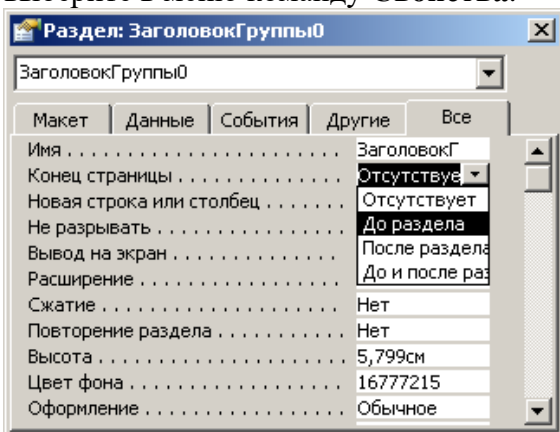 Раздел: ЗаголовокГруппы0
ЗаголовокГруппы0
Макет Данные События Другие Все
Имя . . . . . . . . . . . . . . . . . . . . . . . ЗаголовокГ
Конец страницы . . . . . . . . . . . . . Отсутствуе
Новая строка или столбец . . . . . . . Отсутствует
Не разрывать . . . . . . . . . . . . . . . До раздела
Вывод на экран . . . . . . . . . . . . . . После раздела
Расширение . . . . . . . . . . . . . . . . . До и после раз
Сжатие . . . . . . . . . . . . . . . . . . . . Нет
Повторение раздела . . . . . . . . . . . Нет
Высота . . . . . . . . . . . . . . . . . . . . 5,799см
Цвет фона . . . . . . . . . . . . . . . . . . 16777215
Оформление . . . . . . . . . . . . . . . . . Обычное